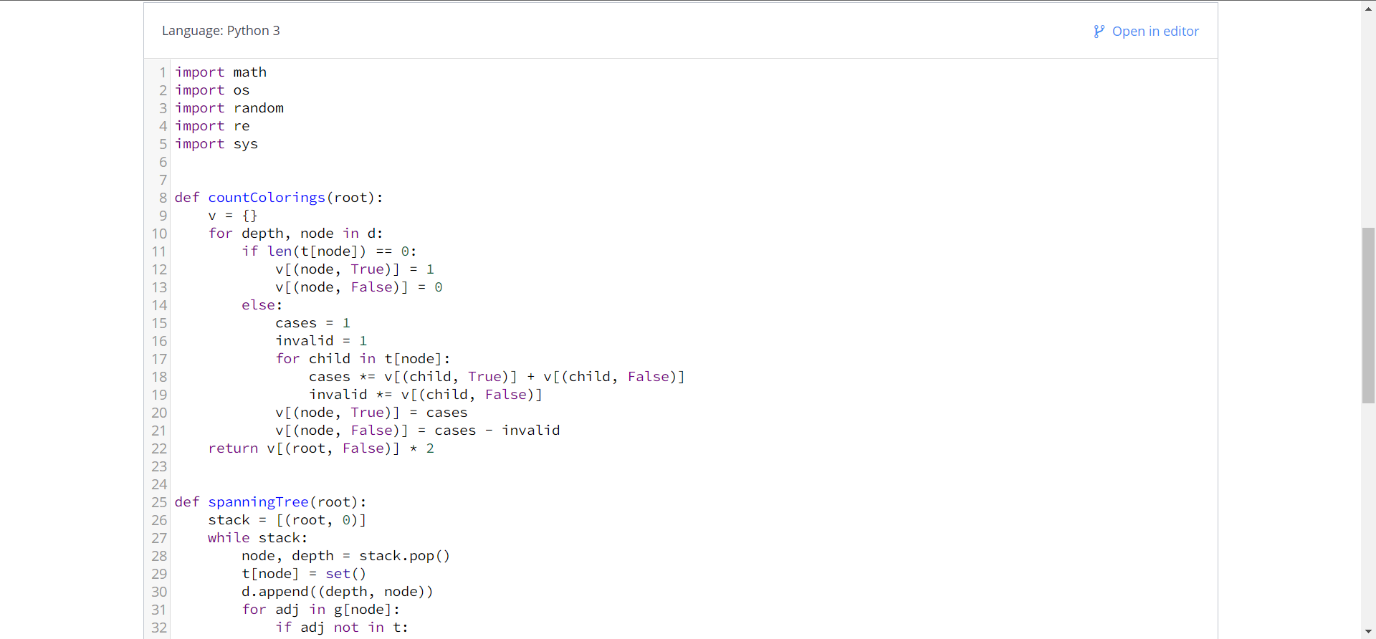 Language: Python 3
Open in editor
1 import math
2 import os
3 import random
4 import re
5 import sys
6
7
8 def countColorings(root):
9     v = {}
10     for depth, node in d:
11         if len(t[node]) == 0:
12             v[(node, True)] = 1
13             v[(node, False)] = 0
14         else:
15             cases = 1
16             invalid = 1
17             for child in t[node]:
18                 cases *= v[(child, True)] + v[(child, False)]
19                 invalid *= v[(child, False)]
20             v[(node, True)] = cases
21             v[(node, False)] = cases - invalid
22     return v[(root, False)] * 2
23
24
25 def spanningTree(root):
26     stack = [(root, 0)]
27     while stack:
28         node, depth = stack.pop()
29         t[node] = set()
30         d.append((depth, node))
31         for adj in g[node]:
32             if adj not in t: